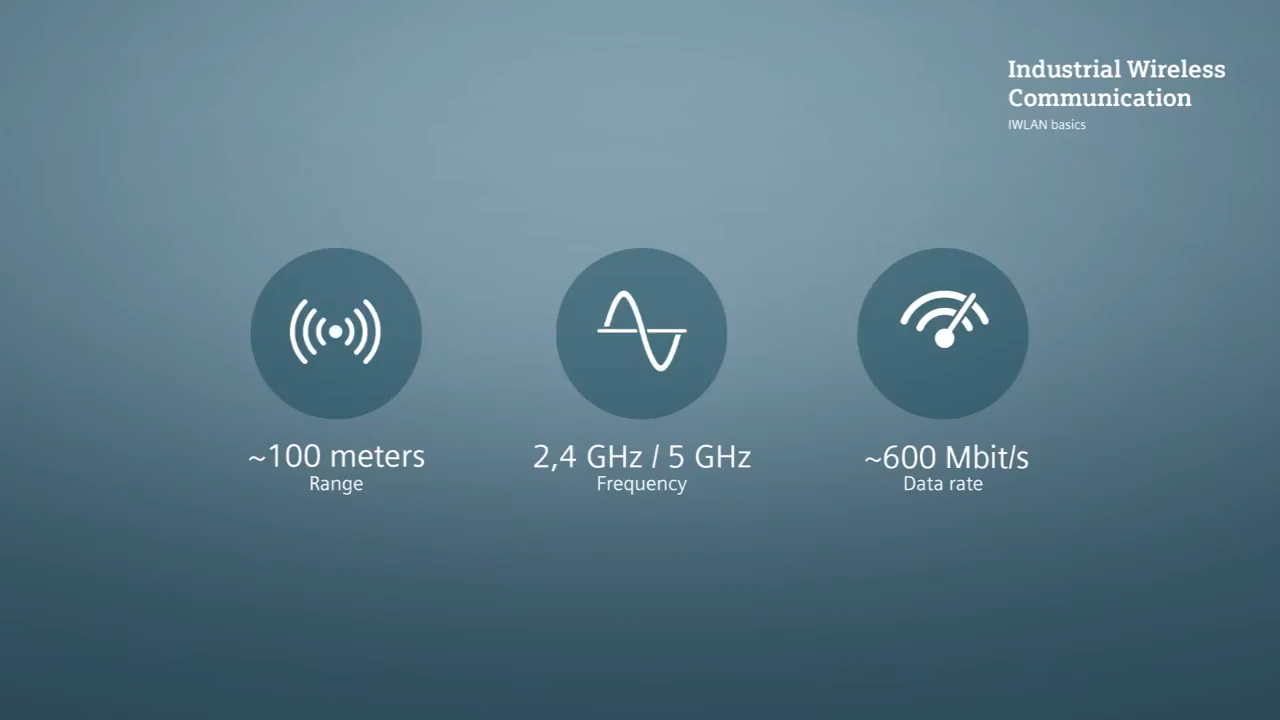 Industrial Wireless
Communication
IWLAN basics
~100 meters
Range
2,4 GHz / 5 GHz
Frequency
~600 Mbit/s
Data rate